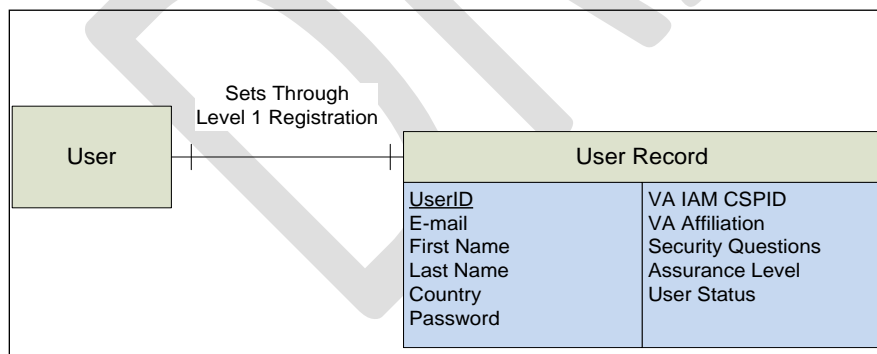 Sets Through
Level 1 Registration
User
User Record
UserID
E-mail
First Name
Last Name
Country
Password
VA IAM CSPID
VA Affiliation
Security Questions
Assurance Level
User Status